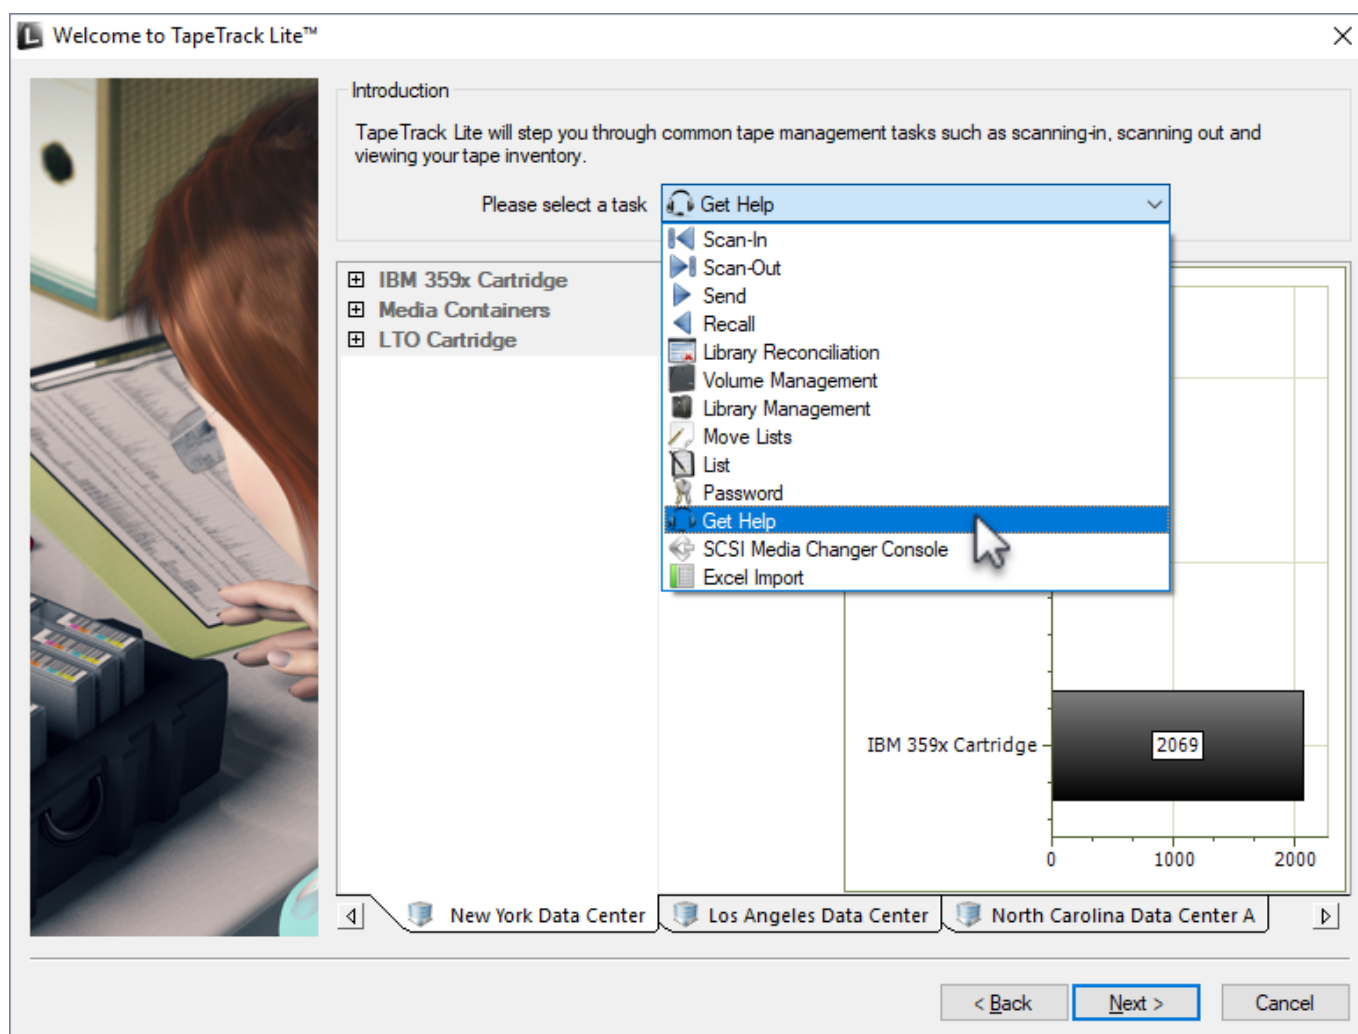 Welcome to TapeTrack Lite™
Introduction
TapeTrack Lite will step you through common tape management tasks such as scanning-in, scanning out and
viewing your tape inventory.
Please select a task
Get Help
Scan-In
Scan-Out
Send
Recall
Library Reconciliation
Volume Management
Library Management
Move Lists
List
Password
Get Help
SCSI Media Changer Console
Excel Import
IBM 359x Cartridge
Media Containers
LTO Cartridge
IBM 359x Cartridge
2069
0 1000 2000
New York Data Center Los Angeles Data Center North Carolina Data Center A
< Back Next > Cancel